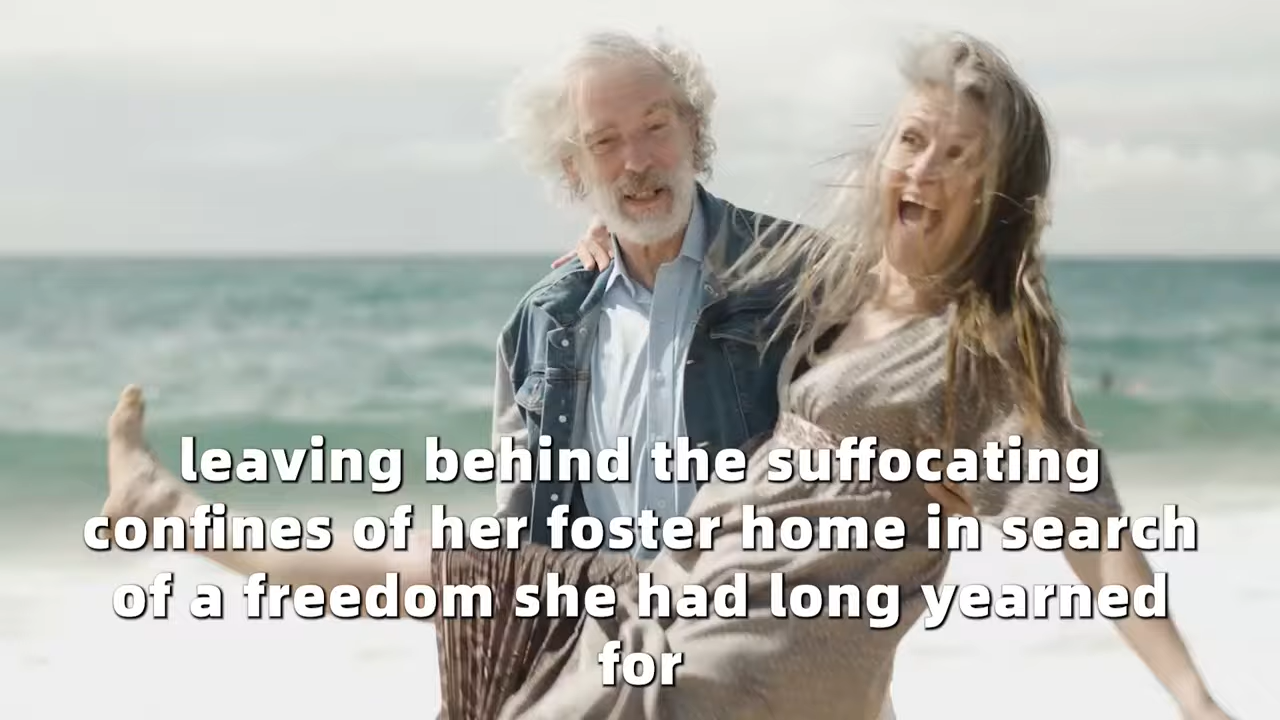 leaving behind the suffocating
confines of her foster home in search
of a freedom she had long yearned
for